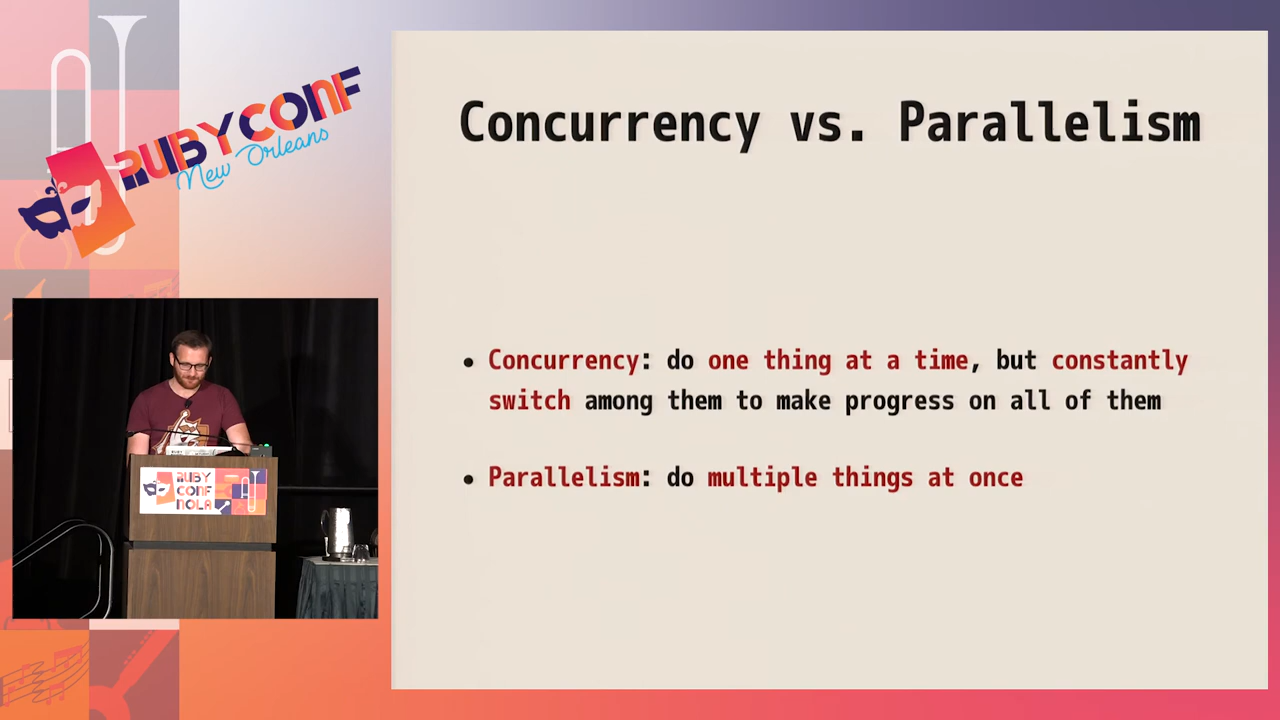 RUBYCONF
New Orleans
RUBY
CONF
NOLA
Concurrency vs. Parallelism
• Concurrency: do one thing at a time, but constantly
switch among them to make progress on all of them
• Parallelism: do multiple things at once